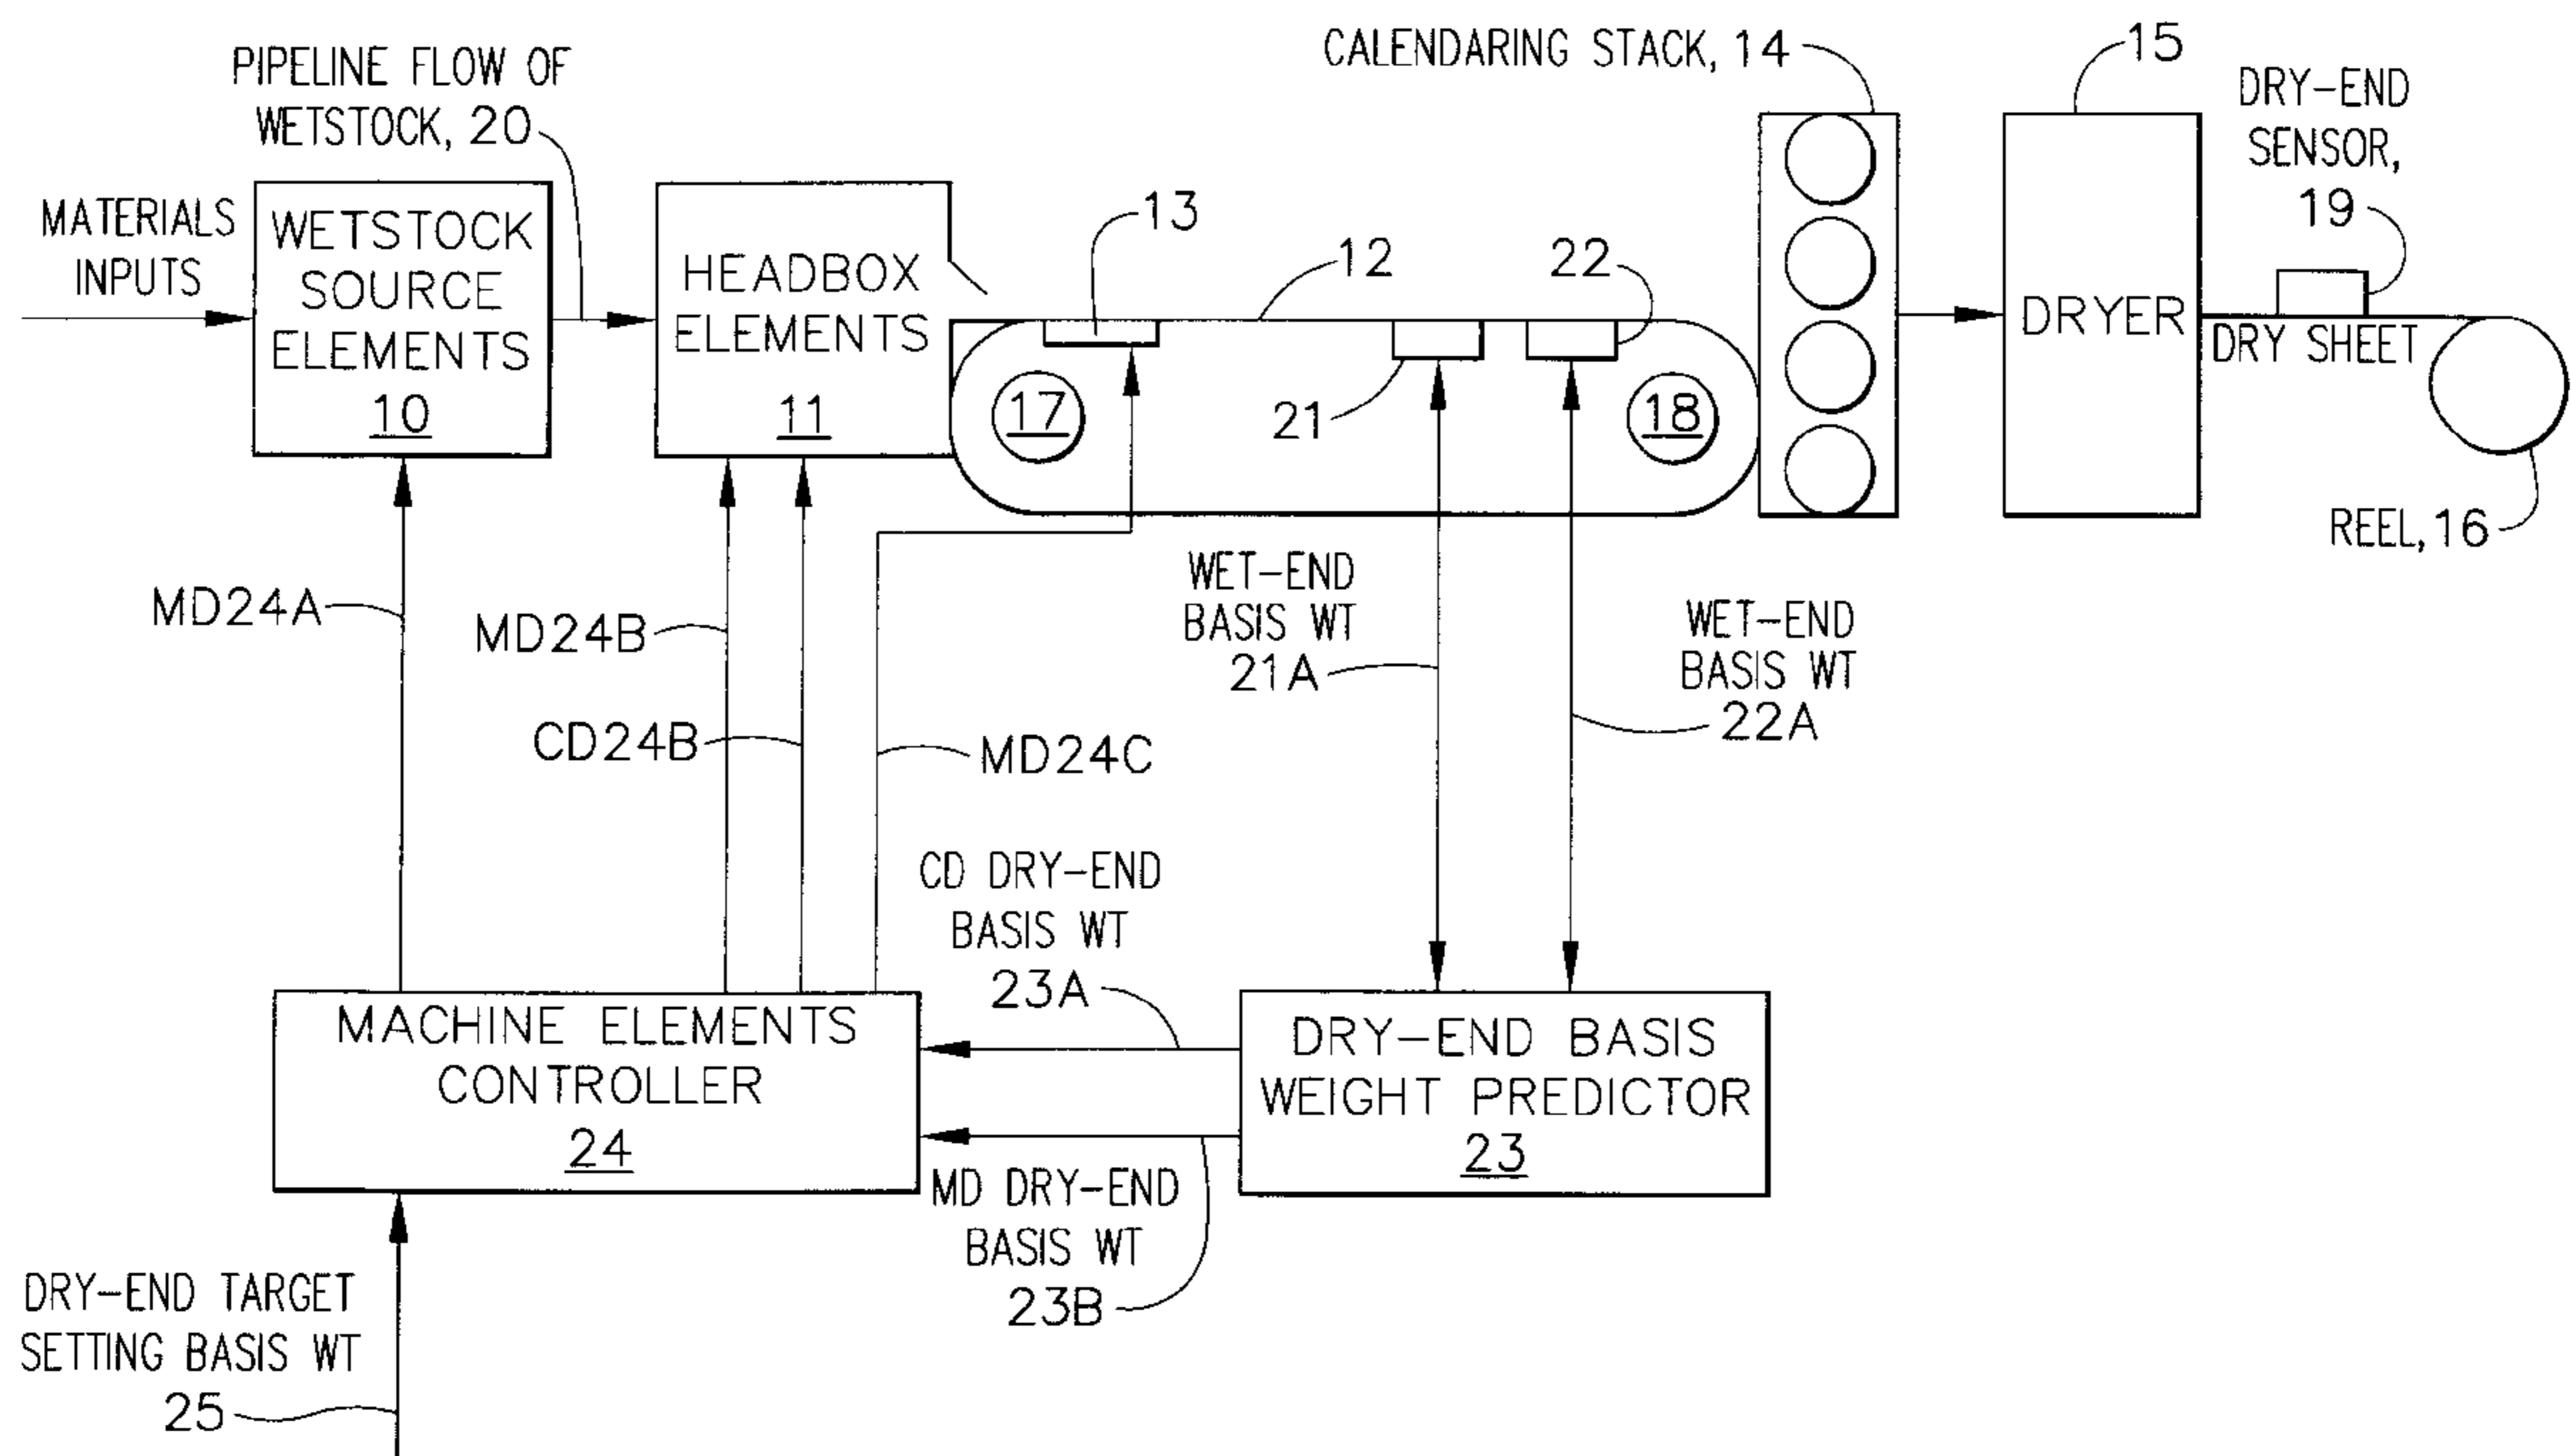 PIPELINE FLOW OF
WETSTOCK, 20
MATERIALS
INPUTS
WETSTOCK
SOURCE
ELEMENTS
10
HEADBOX
ELEMENTS
11
13
12
22
21
17
18
CALENDARING STACK, 14
15
DRYER
DRY-END
SENSOR,
19
DRY SHEET
REEL, 16
MD24A
MD24B
CD24B
MD24C
WET-END
BASIS WT
21A
WET-END
BASIS WT
22A
CD DRY-END
BASIS WT
23A
MACHINE ELEMENTS
CONTROLLER
24
DRY-END BASIS
WEIGHT PREDICTOR
23
MD DRY-END
BASIS WT
23B
DRY-END TARGET
SETTING BASIS WT
25